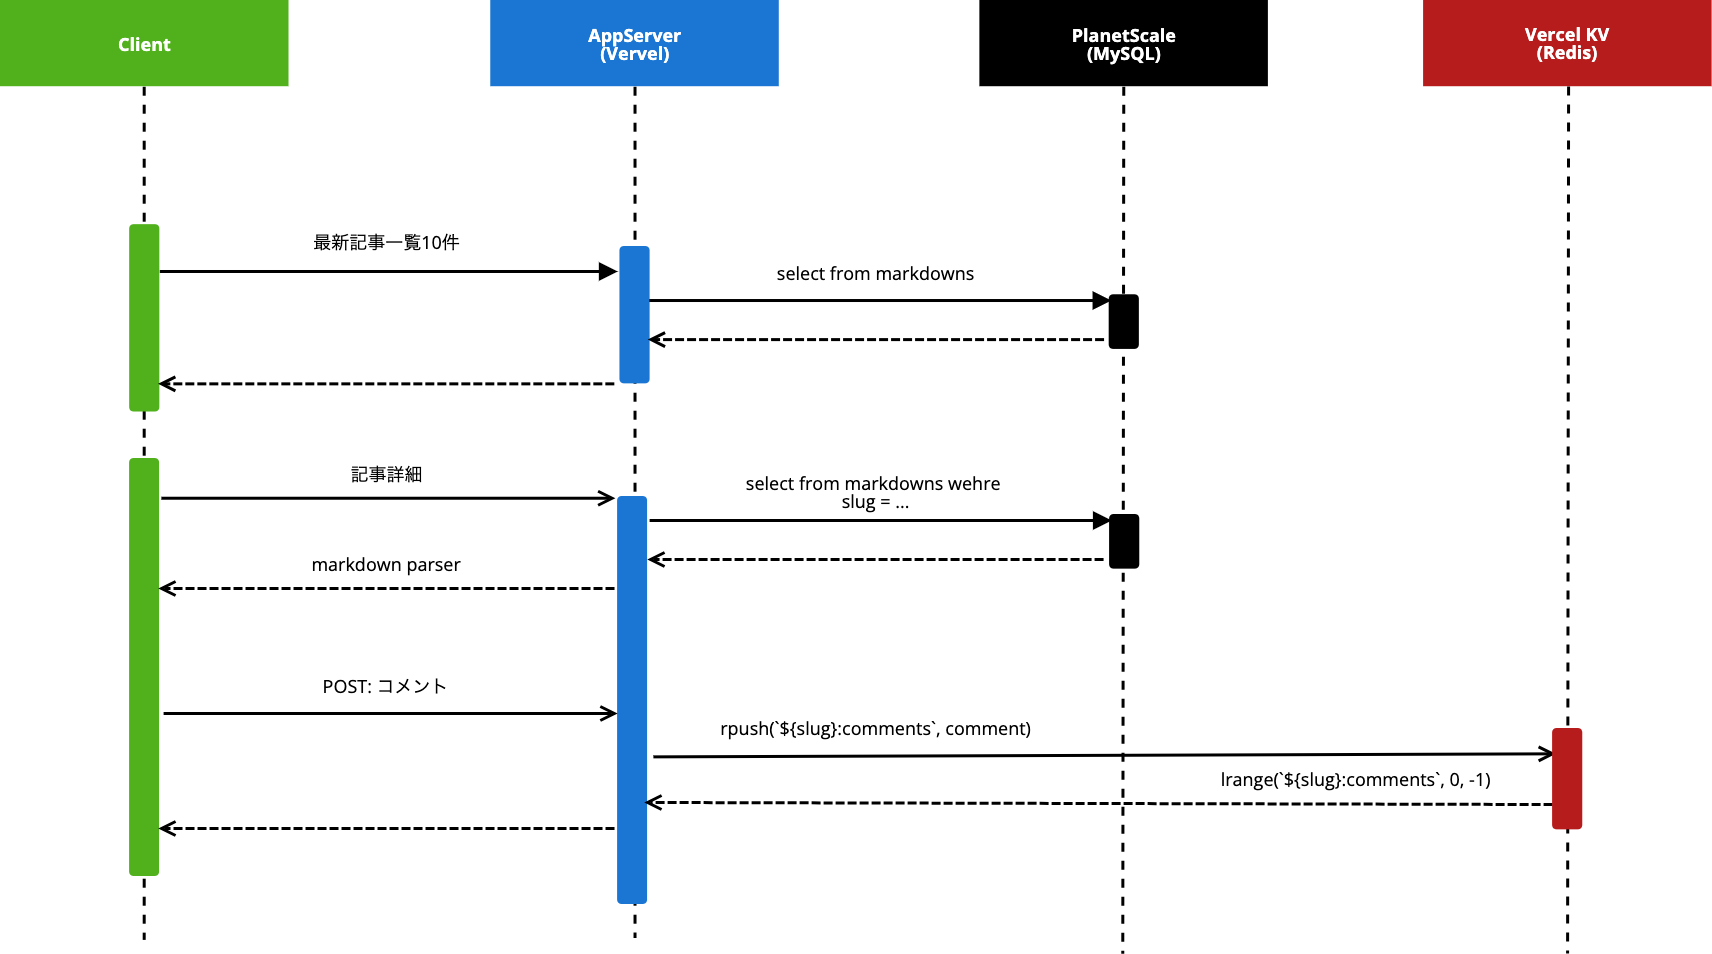 Client
AppServer
(Vervel)
PlanetScale
(MySQL)
Vercel KV
(Redis)
最新記事一覧10件
select from markdowns
記事詳細
select from markdowns wehre
slug = ...
markdown parser
POST: コメント
rpush(`${slug}:comments`, comment)
lrange(`${slug}:comments`, 0, -1)